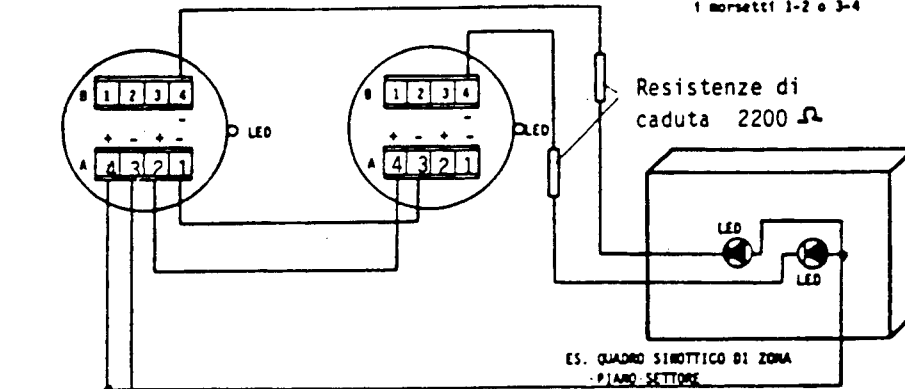 i morsetti 1-2 o 3-4
Resistenze di
caduta 2200 Ω
B 1 2 3 4
-
LED
+ - + -
A 4 3 2 1
B 1 2 3 4
-
LED
+ - + -
A 4 3 2 1
LED
LED
ES. QUADRO SINOTTICO DI ZONA
PIANO SETTORE